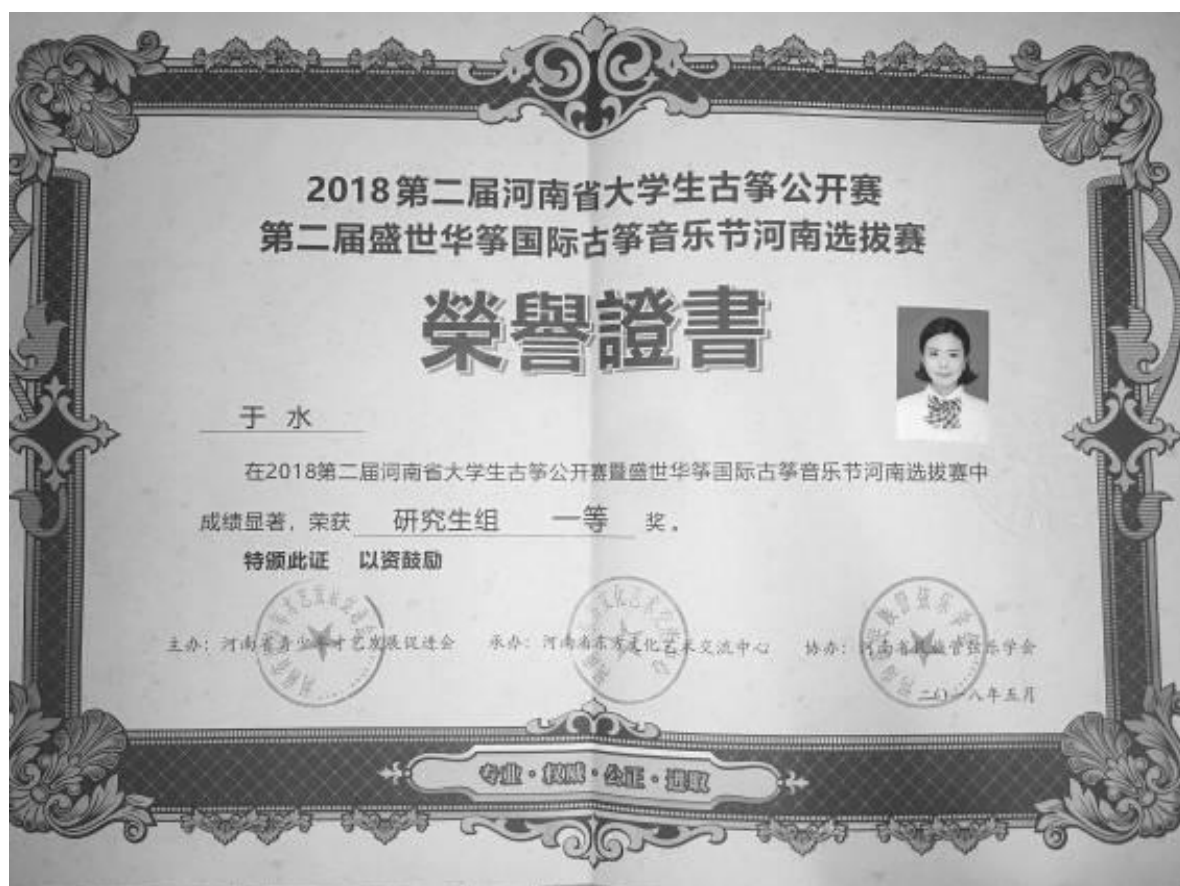 2018第二届河南省大学生古筝公开赛
第二届盛世华筝国际古筝音乐节河南选拔赛
榮譽證書
于 水
在2018第二届河南省大学生古筝公开赛暨盛世华筝国际古筝音乐节河南选拔赛中
成绩显著，荣获 研究生组 一等 奖。
特颁此证 以资鼓励
主办：河南省青少年才艺发展促进会 承办：河南省东方文化艺术交流中心 协办：河南省民族管弦乐学会
二〇一八年五月
专业·权威·公正·进取